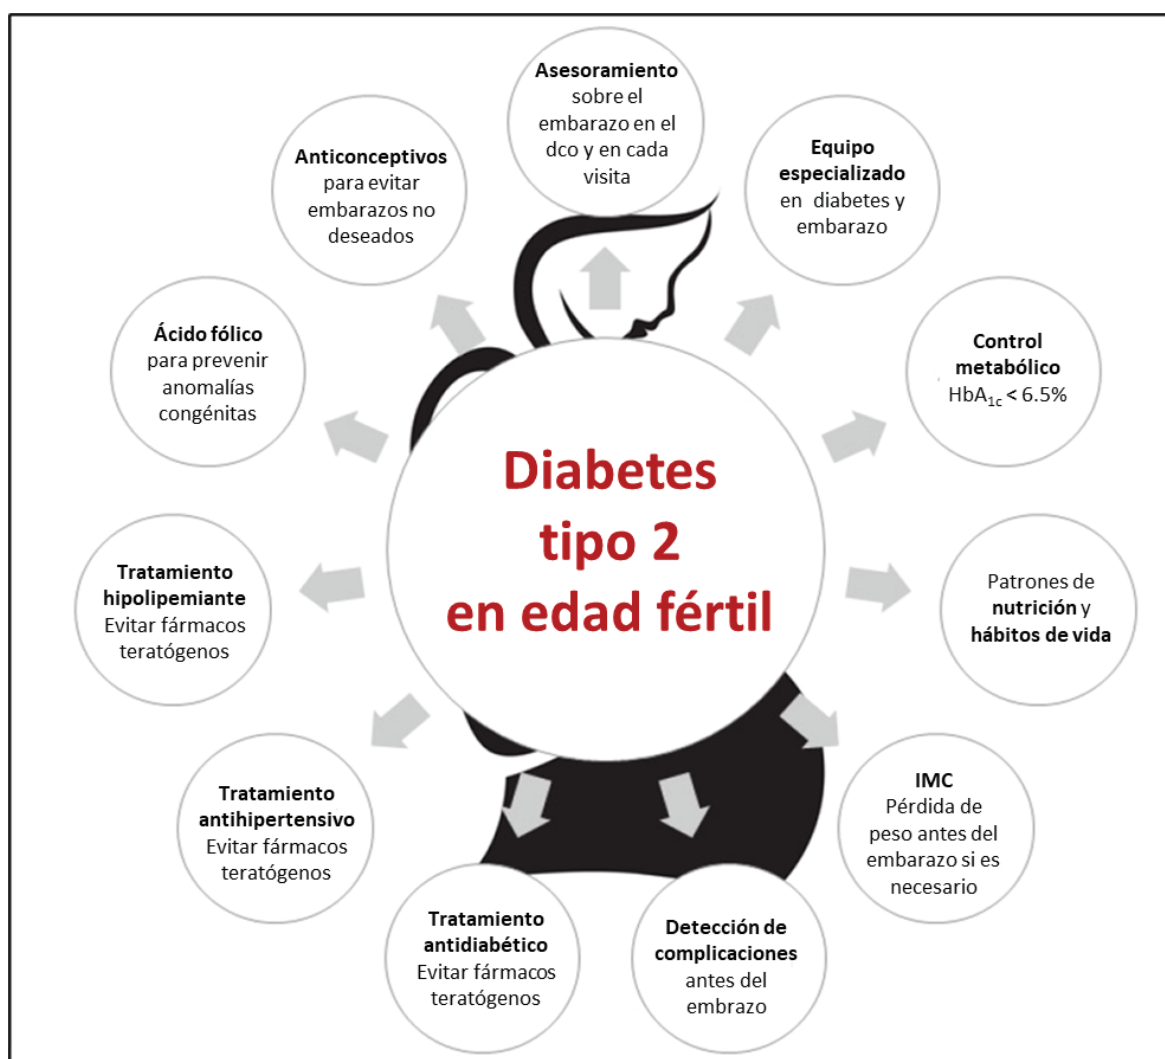 Diabetes
tipo 2
en edad fértil
Asesoramiento
sobre el
embarazo en el
dco y en cada
visita
Equipo
especializado
en diabetes y
embarazo
Control
metabólico
HbA1c < 6.5%
Patrones de
nutrición y
hábitos de vida
IMC
Pérdida de
peso antes del
embarazo si es
necesario
Detección de
complicaciones
antes del
embrazo
Tratamiento
antidiabético
Evitar fármacos
teratógenos
Tratamiento
antihipertensivo
Evitar fármacos
teratógenos
Tratamiento
hipolipemiante
Evitar fármacos
teratógenos
Ácido fólico
para prevenir
anomalías
congénitas
Anticonceptivos
para evitar
embarazos no
deseados